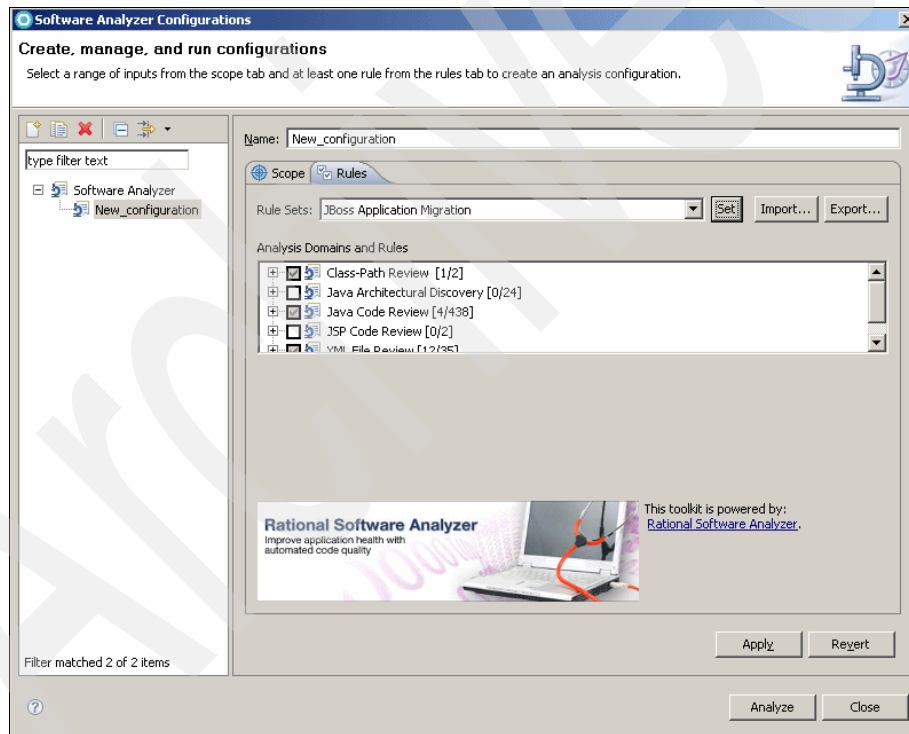 Software Analyzer Configurations
Create, manage, and run configurations
Select a range of inputs from the scope tab and at least one rule from the rules tab to create an analysis configuration.
type filter text
Software Analyzer
New_configuration
Filter matched 2 of 2 items
Name: New_configuration
Scope Rules
Rule Sets: JBoss Application Migration Set Import... Export...
Analysis Domains and Rules
Class-Path Review [1/2]
Java Architectural Discovery [0/24]
Java Code Review [4/438]
JSP Code Review [0/2]
XML File Review [12/35]
Rational Software Analyzer
Improve application health with
automated code quality
This toolkit is powered by:
Rational Software Analyzer.
Apply Revert
Analyze Close